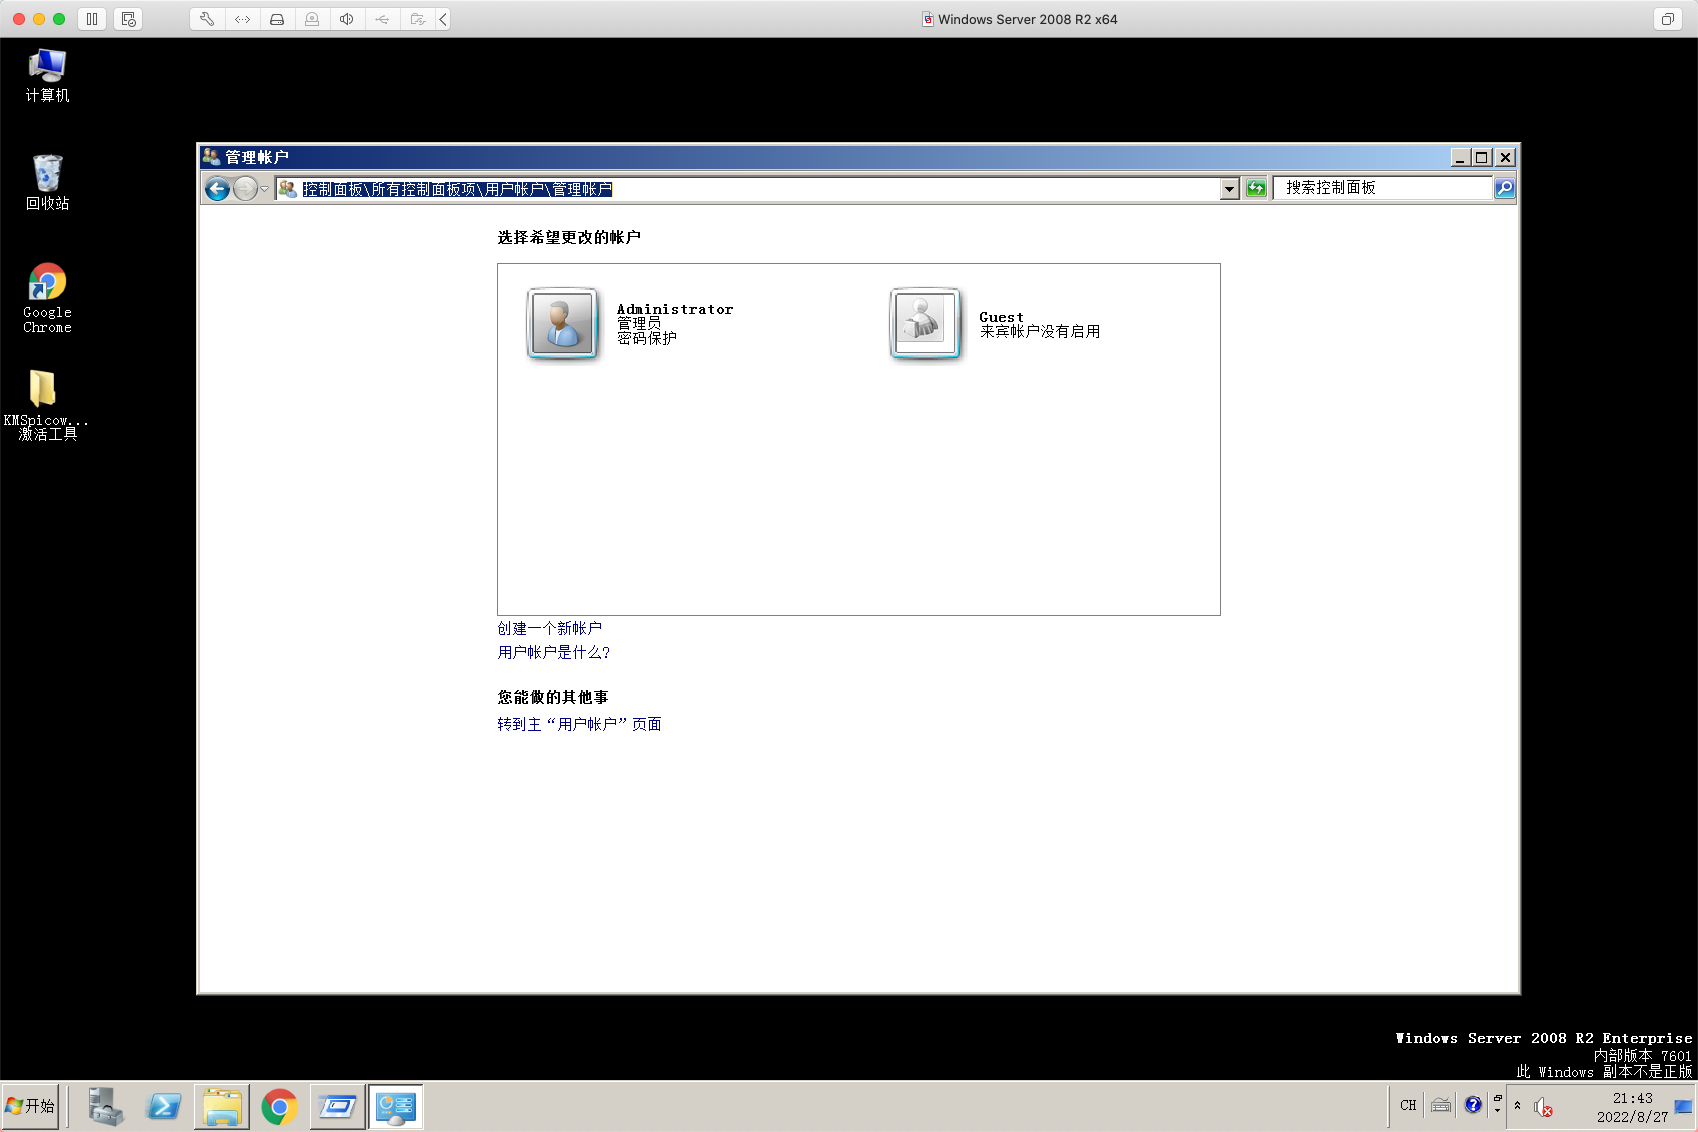 Windows Server 2008 R2 x64
计算机
回收站
Google
Chrome
KMSpicow...
激活工具
管理帐户
控制面板\所有控制面板项\用户帐户\管理帐户
搜索控制面板
选择希望更改的帐户
Administrator
管理员
密码保护
Guest
来宾帐户没有启用
创建一个新帐户
用户帐户是什么?
您能做的其他事
转到主“用户帐户”页面
Windows Server 2008 R2 Enterprise
内部版本 7601
此 Windows 副本不是正版
开始
CH
21:43
2022/8/27